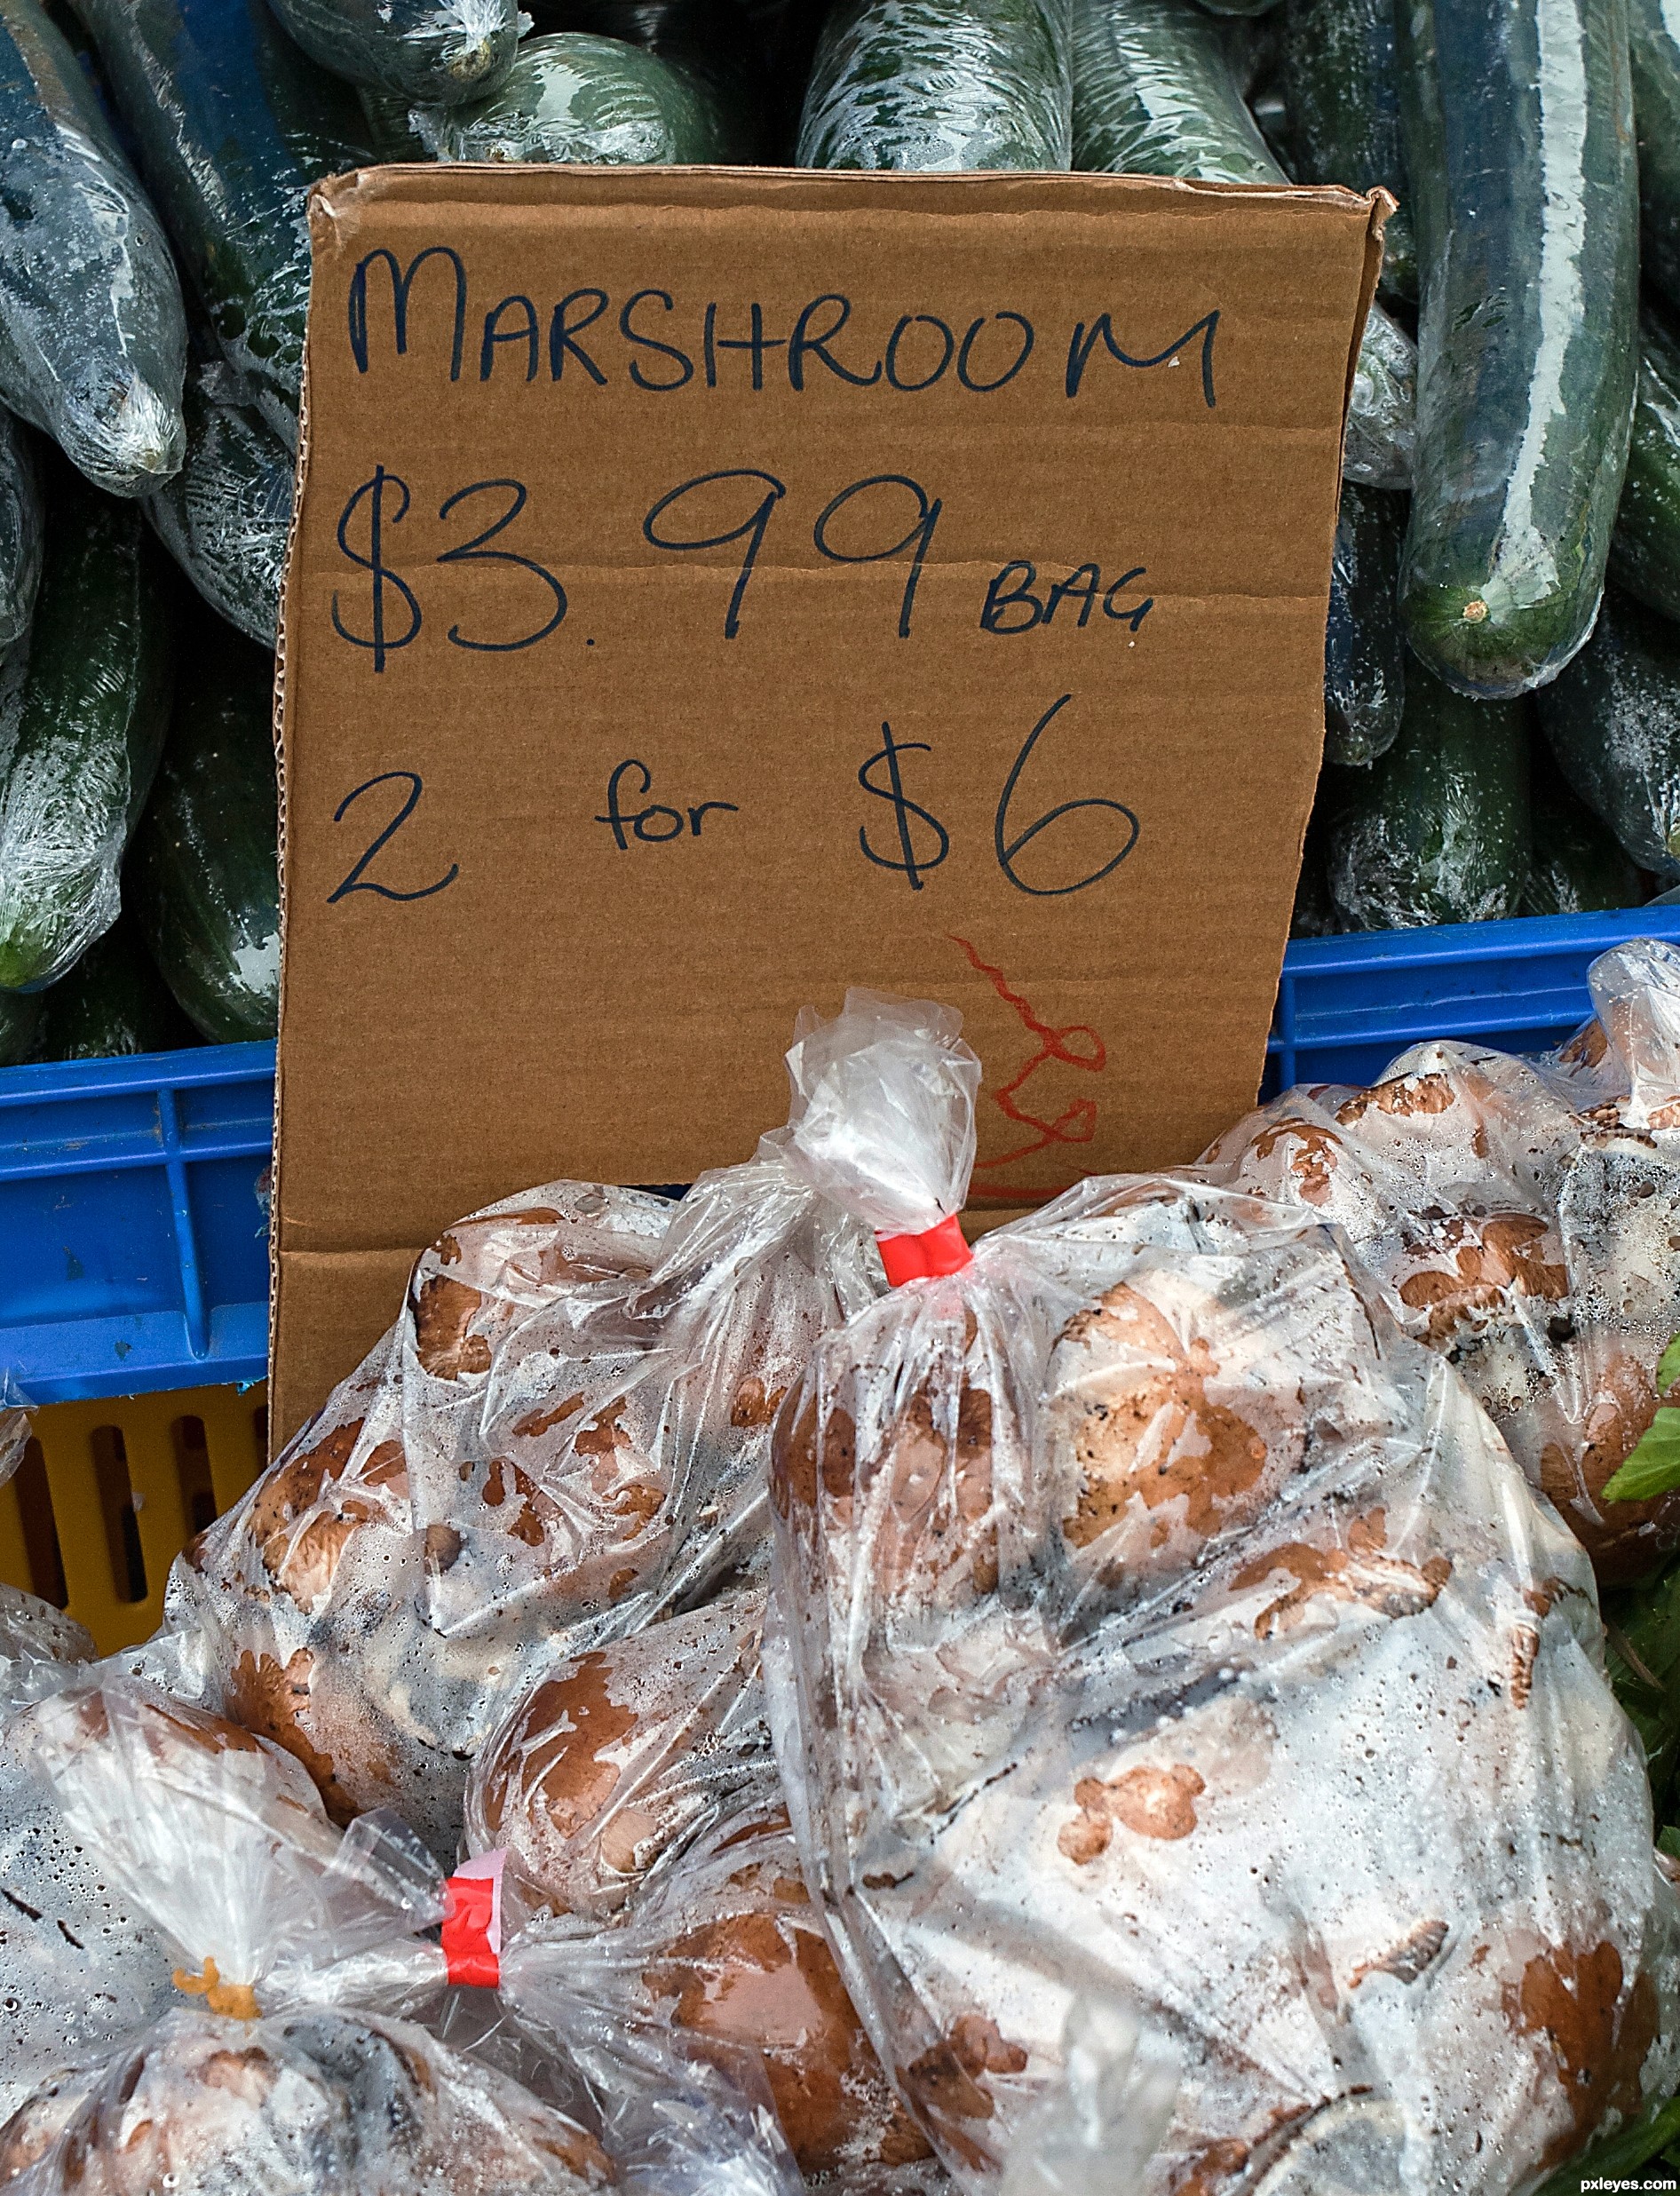 MARSHROOM
$3.99 BAG
2 for $6
pxleyes.com